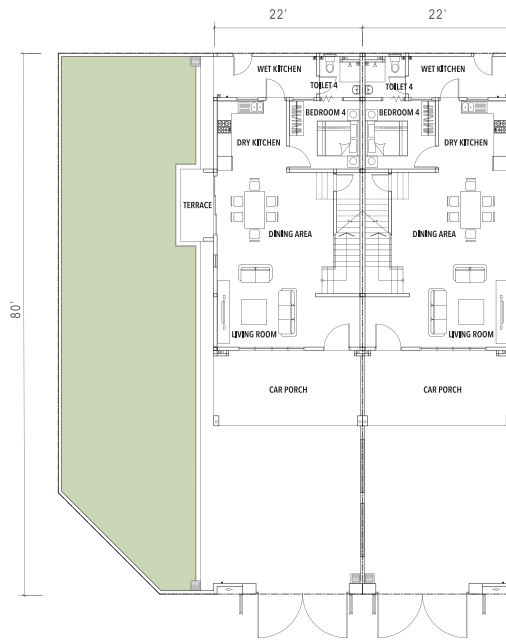 22' 22'
WET KITCHEN WET KITCHEN
TOILET 4 TOILET 4
BEDROOM 4 BEDROOM 4
DRY KITCHEN DRY KITCHEN
TERRACE
DINING AREA DINING AREA
80'
LIVING ROOM LIVING ROOM
CAR PORCH CAR PORCH